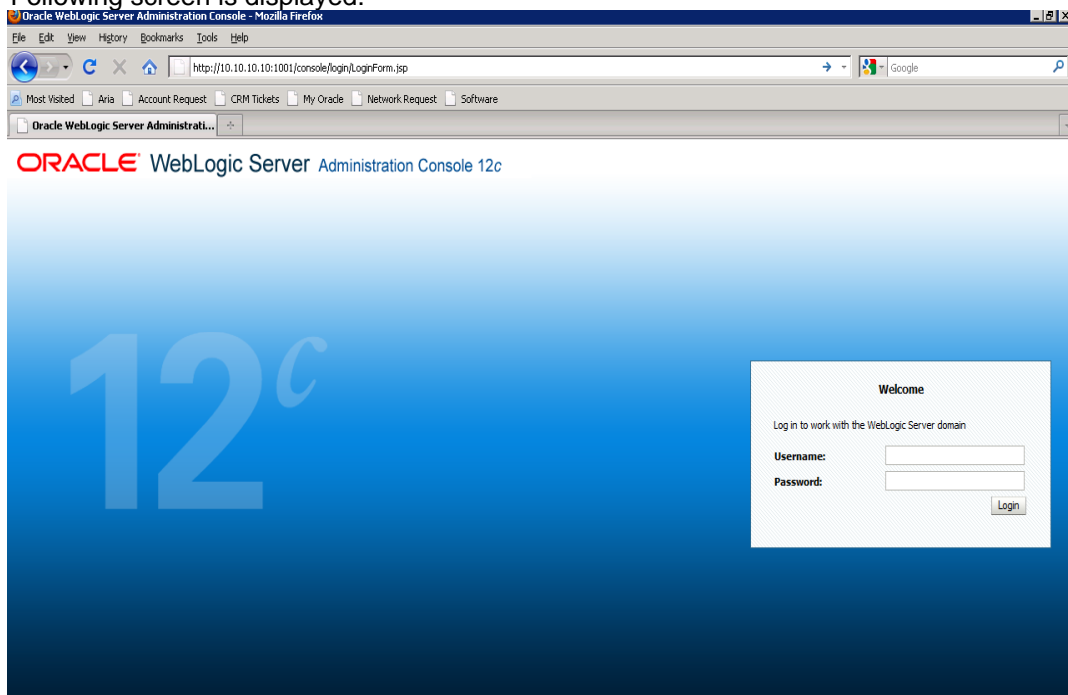 Following screen is displayed.
Oracle WebLogic Server Administration Console - Mozilla Firefox
File Edit View History Bookmarks Tools Help
http://10.10.10.10:1001/console/login/LoginForm.jsp Google
Most Visited Aria Account Request CRM Tickets My Oracle Network Request Software
Oracle WebLogic Server Administrati...
ORACLE WebLogic Server Administration Console 12c
12c
Welcome
Log in to work with the WebLogic Server domain
Username:
Password:
Login